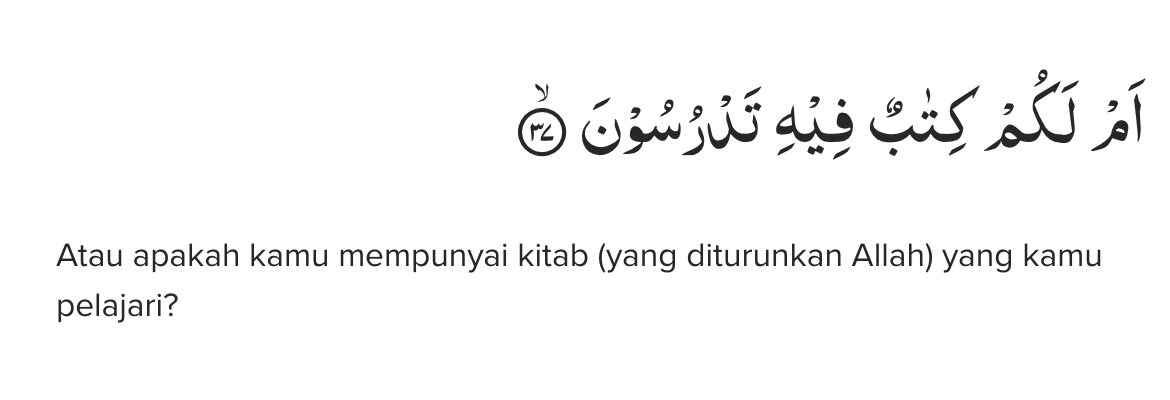 اَمْ لَكُمْ كِتٰبٌ فِيْهِ تَدْرُسُوْنَ ۙ ٣٧
Atau apakah kamu mempunyai kitab (yang diturunkan Allah) yang kamu
pelajari?